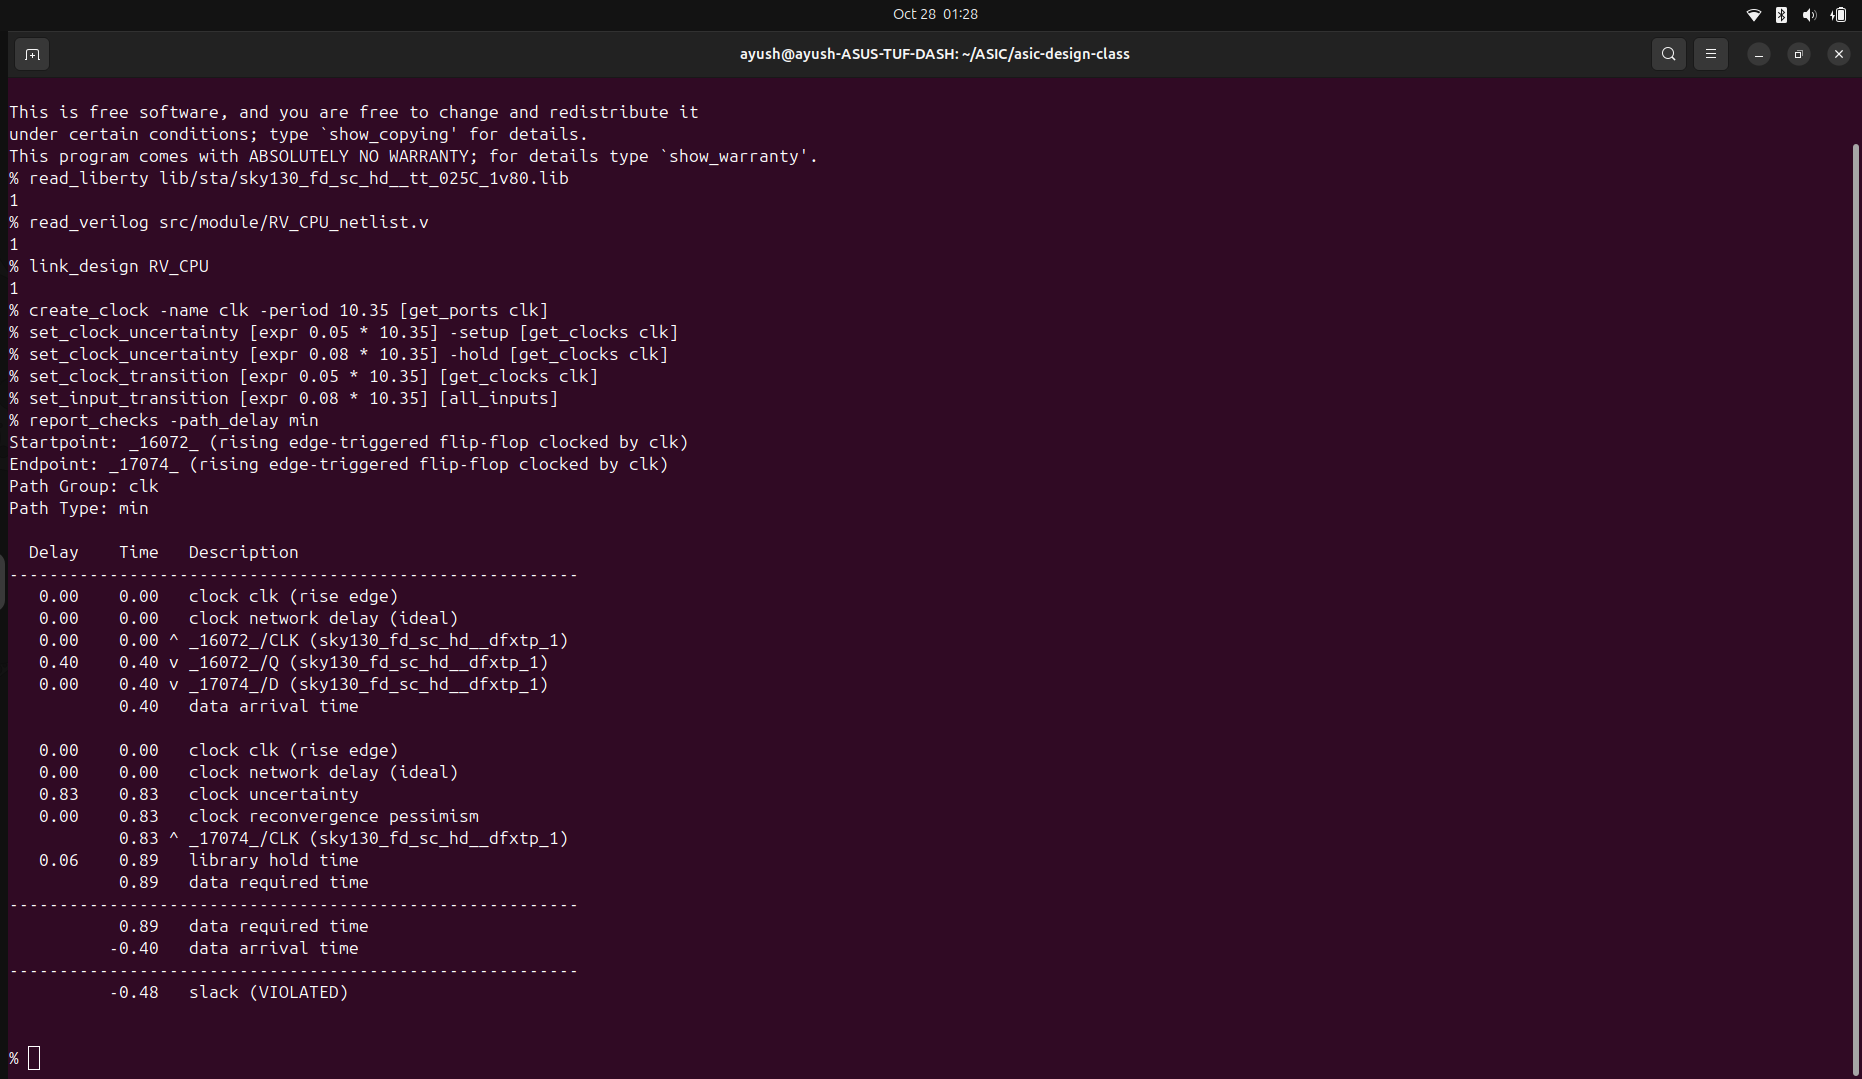 Oct 28 01:28
ayush@ayush-ASUS-TUF-DASH: ~/ASIC/asic-design-class
This is free software, and you are free to change and redistribute it
under certain conditions; type `show_copying' for details.
This program comes with ABSOLUTELY NO WARRANTY; for details type `show_warranty'.
% read_liberty lib/sta/sky130_fd_sc_hd__tt_025C_1v80.lib
1
% read_verilog src/module/RV_CPU_netlist.v
1
% link_design RV_CPU
1
% create_clock -name clk -period 10.35 [get_ports clk]
% set_clock_uncertainty [expr 0.05 * 10.35] -setup [get_clocks clk]
% set_clock_uncertainty [expr 0.08 * 10.35] -hold [get_clocks clk]
% set_clock_transition [expr 0.05 * 10.35] [get_clocks clk]
% set_input_transition [expr 0.08 * 10.35] [all_inputs]
% report_checks -path_delay min
Startpoint: _16072_ (rising edge-triggered flip-flop clocked by clk)
Endpoint: _17074_ (rising edge-triggered flip-flop clocked by clk)
Path Group: clk
Path Type: min
  Delay    Time   Description
---------------------------------------------------------
   0.00    0.00   clock clk (rise edge)
   0.00    0.00   clock network delay (ideal)
   0.00    0.00 ^ _16072_/CLK (sky130_fd_sc_hd__dfxtp_1)
   0.40    0.40 v _16072_/Q (sky130_fd_sc_hd__dfxtp_1)
   0.00    0.40 v _17074_/D (sky130_fd_sc_hd__dfxtp_1)
           0.40   data arrival time
   0.00    0.00   clock clk (rise edge)
   0.00    0.00   clock network delay (ideal)
   0.83    0.83   clock uncertainty
   0.00    0.83   clock reconvergence pessimism
           0.83 ^ _17074_/CLK (sky130_fd_sc_hd__dfxtp_1)
   0.06    0.89   library hold time
           0.89   data required time
---------------------------------------------------------
           0.89   data required time
          -0.40   data arrival time
---------------------------------------------------------
          -0.48   slack (VIOLATED)
%